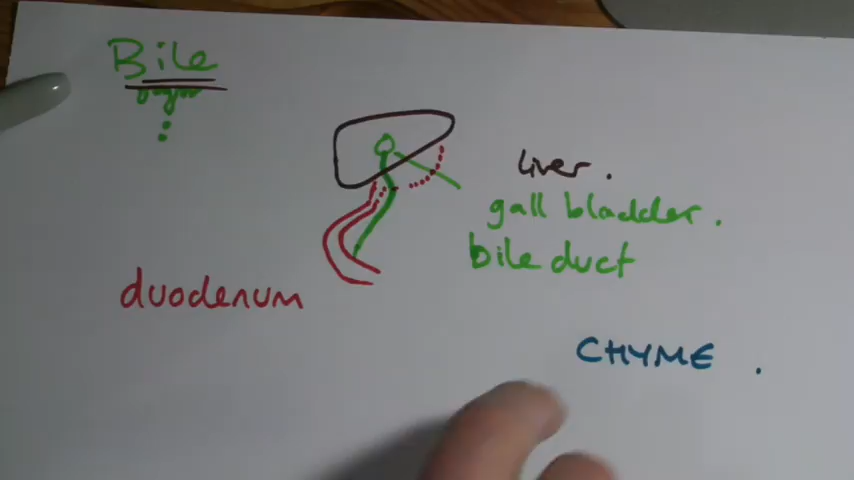 Bile
liver.
gall bladder.
bile duct
duodenum
CHYME .